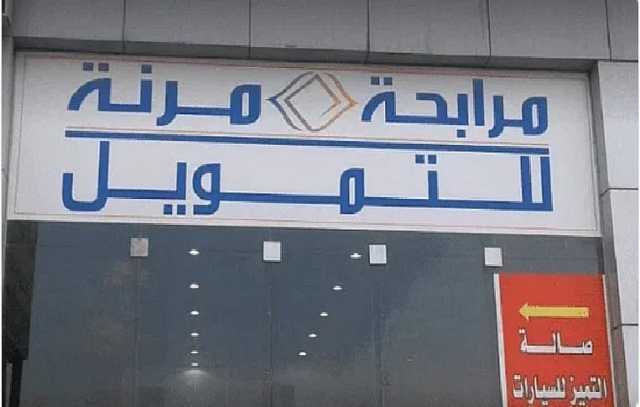 مرابحة مرنة
للتمويل
صالة
التميز للسيارات